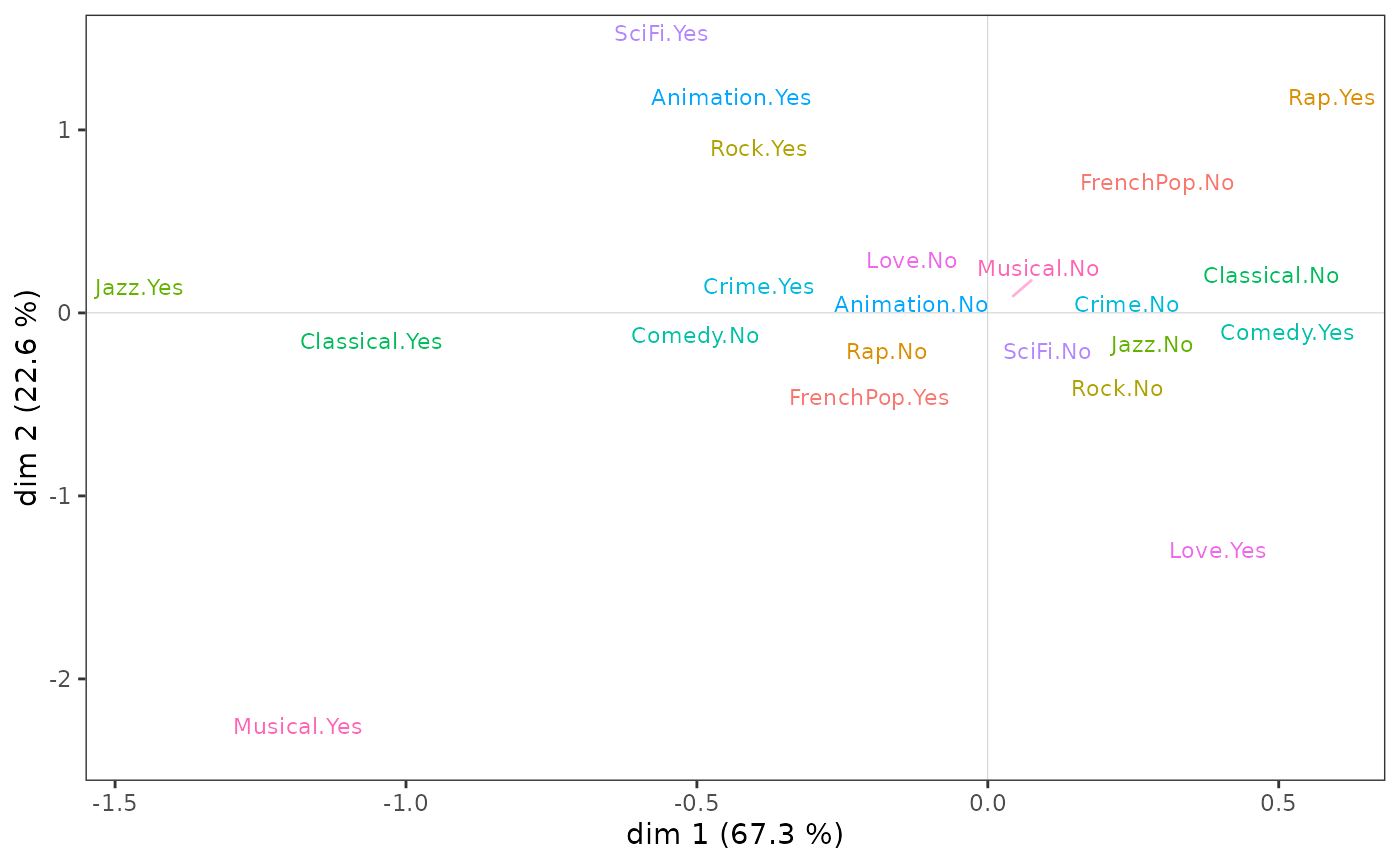 SciFi.Yes
Animation.Yes
Rap.Yes
1
Rock.Yes
FrenchPop.No
Love.No
Musical.No
Classical.No
Jazz.Yes
Crime.Yes
Animation.No
Crime.No
0
Comedy.No
Comedy.Yes
Classical.Yes
Rap.No
SciFi.No
Jazz.No
FrenchPop.Yes
Rock.No
dim 2 (22.6 %)
-1
Love.Yes
-2
Musical.Yes
-1.5 -1.0 -0.5 0.0 0.5
dim 1 (67.3 %)